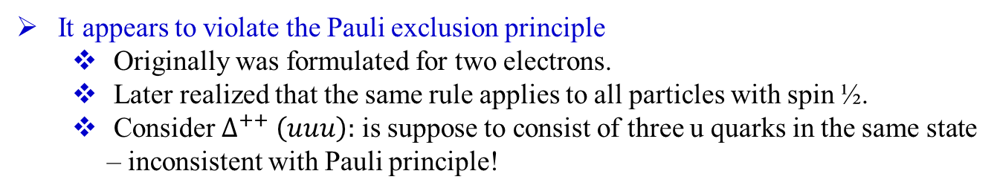 ➢ It appears to violate the Pauli exclusion principle
❖ Originally was formulated for two electrons.
❖ Later realized that the same rule applies to all particles with spin ½.
❖ Consider Δ⁺⁺ (uuu): is suppose to consist of three u quarks in the same state
– inconsistent with Pauli principle!